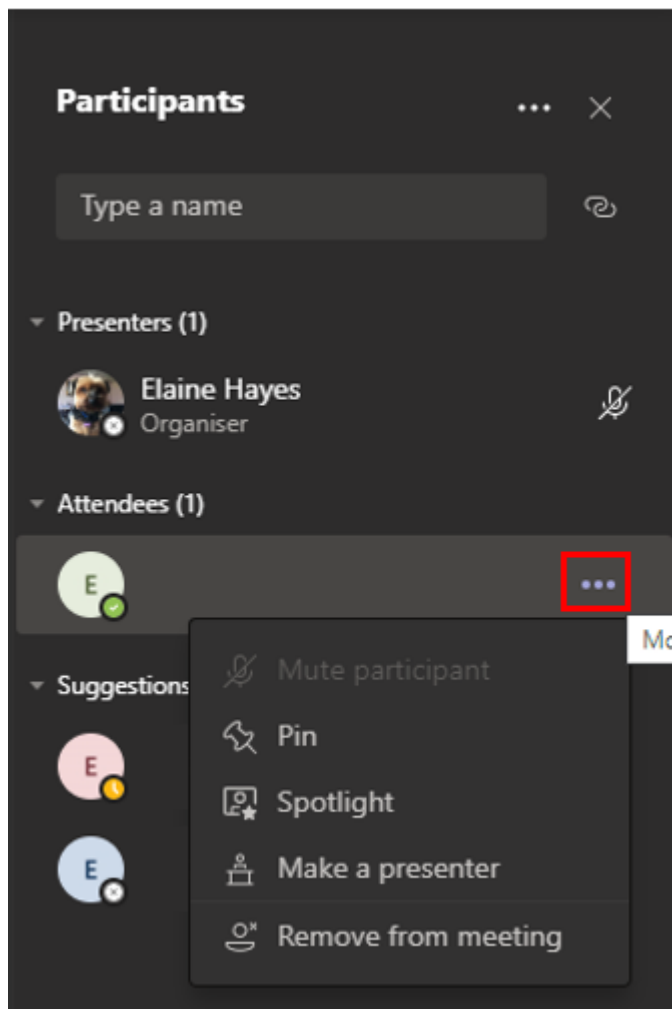 Participants
Type a name
Presenters (1)
Elaine Hayes
Organiser
Attendees (1)
E
Mute participant
Suggestions
Pin
E
Spotlight
E
Make a presenter
Remove from meeting